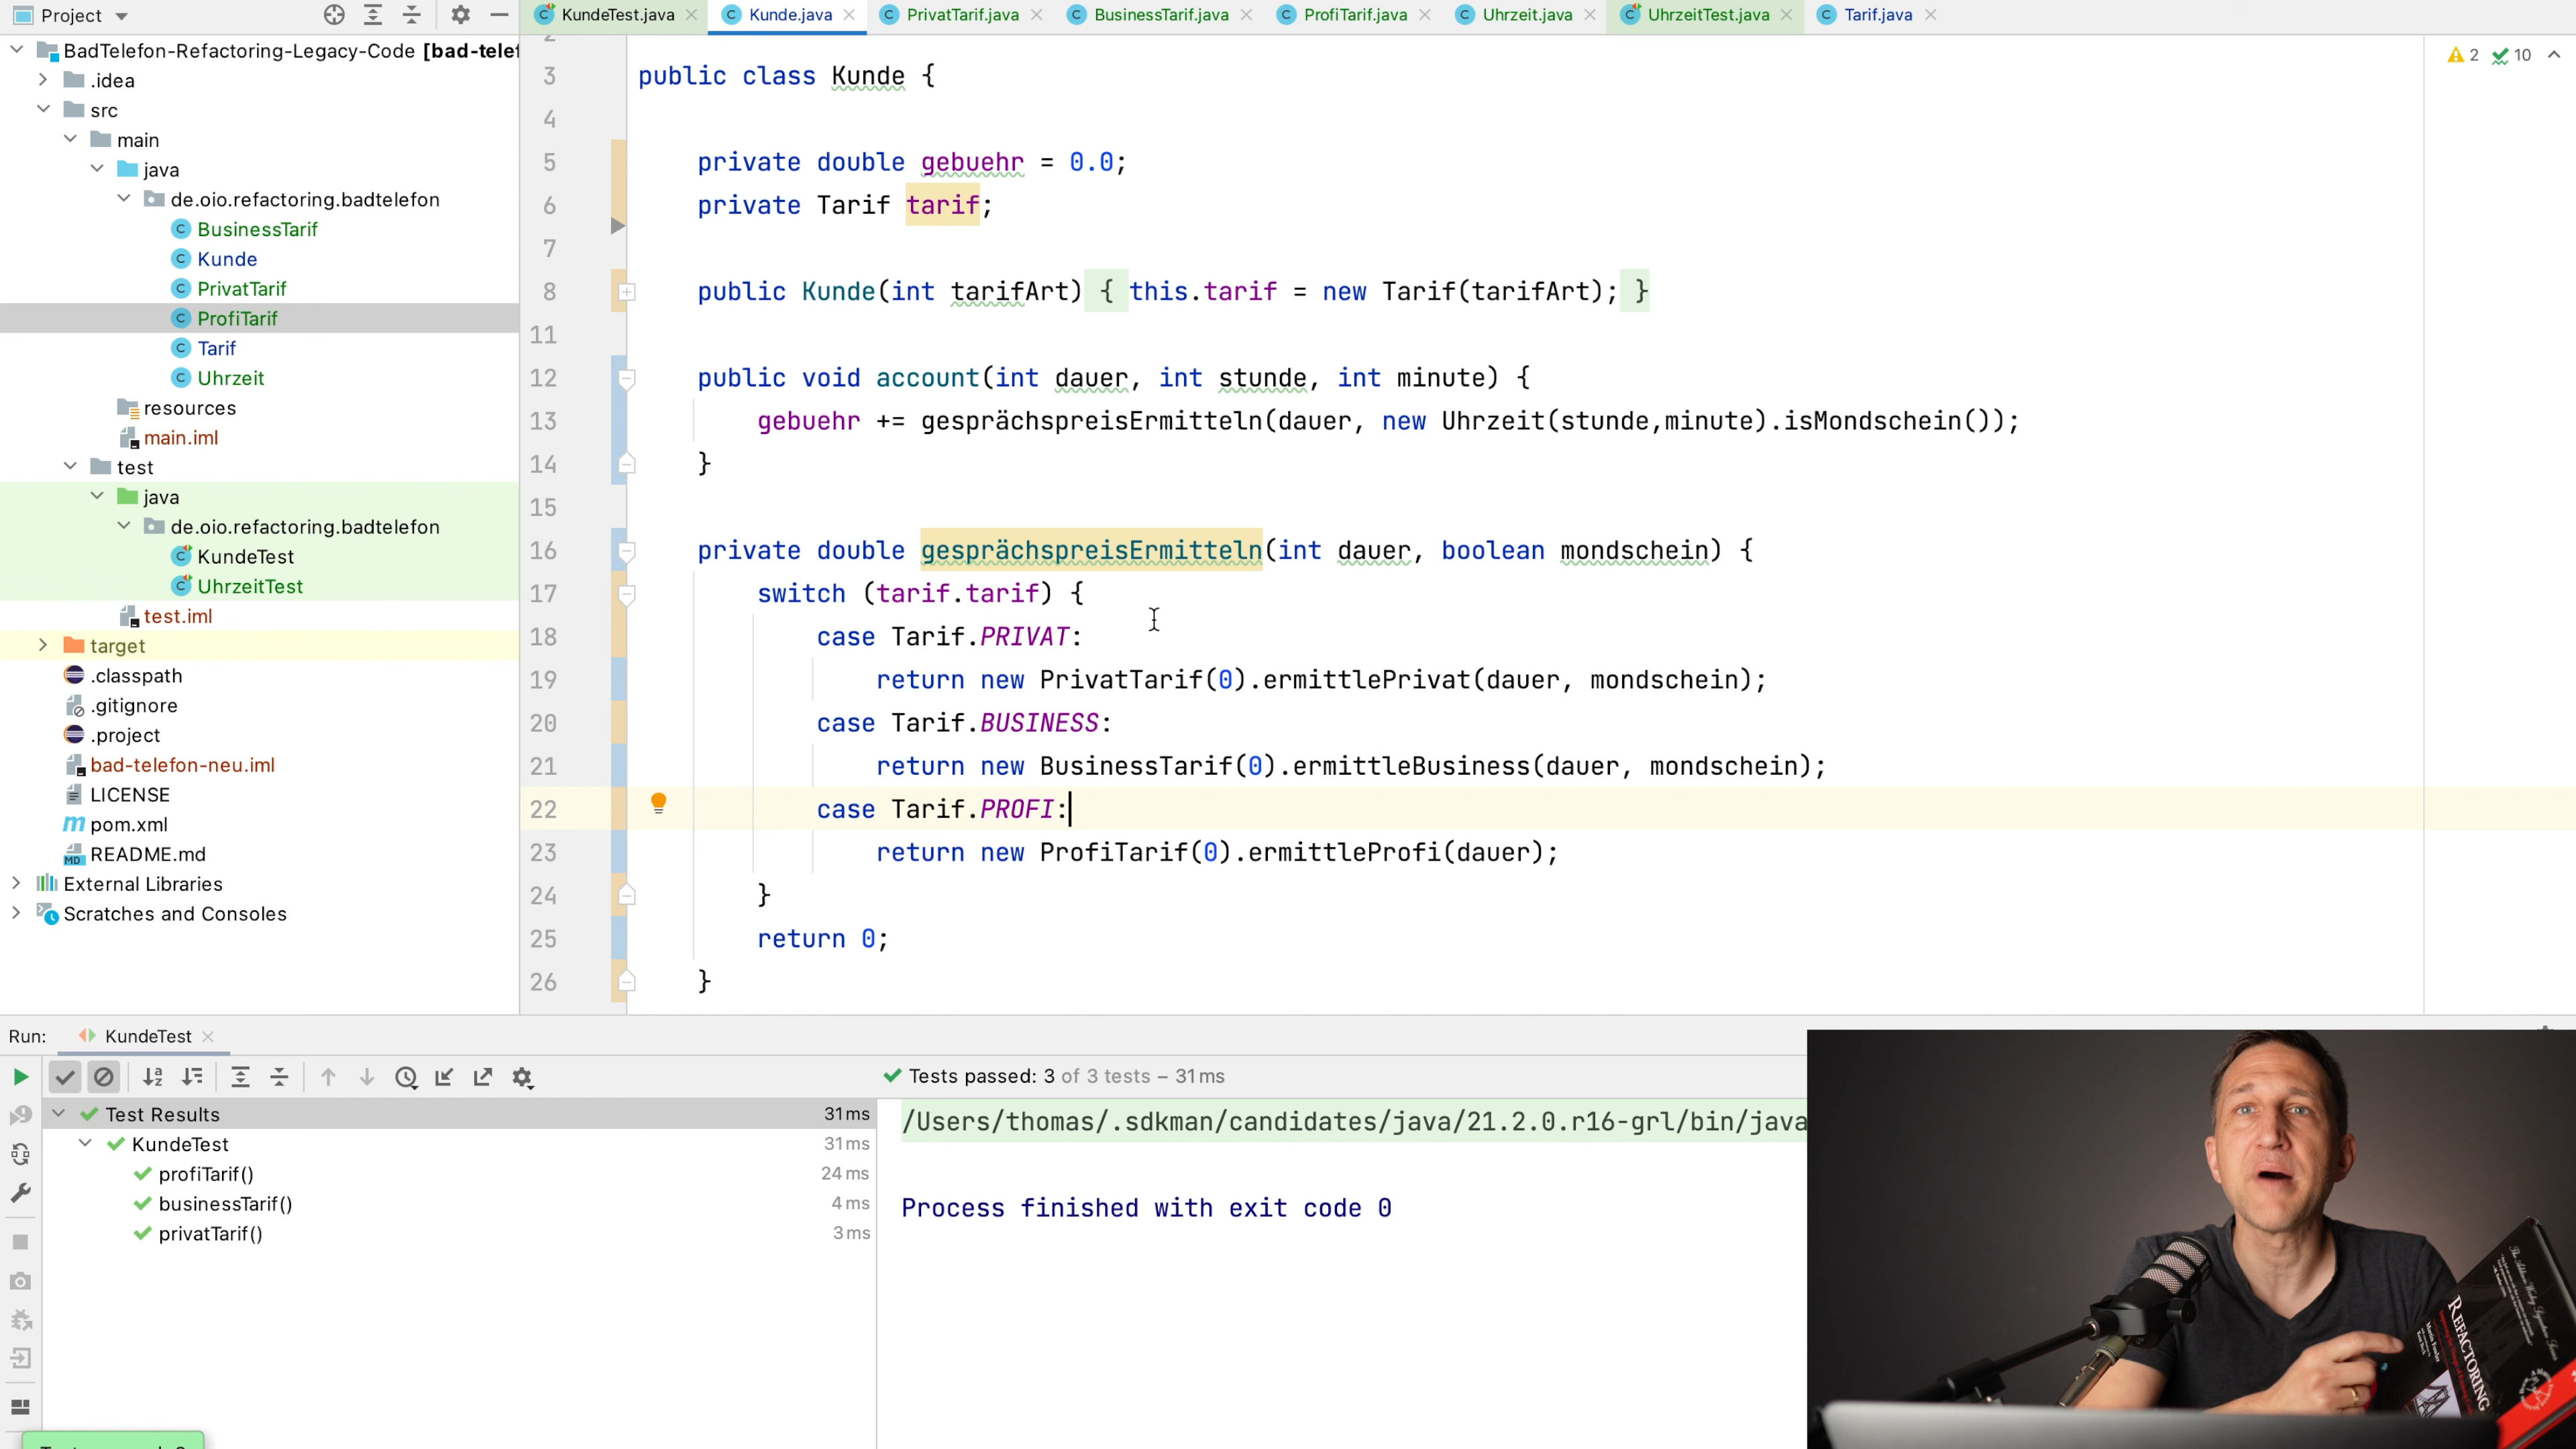 Project
KundeTest.java
Kunde.java
PrivatTarif.java
BusinessTarif.java
ProfiTarif.java
Uhrzeit.java
UhrzeitTest.java
Tarif.java
BadTelefon-Refactoring-Legacy-Code [bad-telef
.idea
src
main
java
de.oio.refactoring.badtelefon
BusinessTarif
Kunde
PrivatTarif
ProfiTarif
Tarif
Uhrzeit
resources
main.iml
test
java
de.oio.refactoring.badtelefon
KundeTest
UhrzeitTest
test.iml
target
.classpath
.gitignore
.project
bad-telefon-neu.iml
LICENSE
pom.xml
README.md
External Libraries
Scratches and Consoles
2 10
2
3 public class Kunde {
4
5 private double gebuehr = 0.0;
6 private Tarif tarif;
7
8 public Kunde(int tarifArt) { this.tarif = new Tarif(tarifArt); }
11
12 public void account(int dauer, int stunde, int minute) {
13 gebuehr += gesprächspreisErmitteln(dauer, new Uhrzeit(stunde,minute).isMondschein());
14 }
15
16 private double gesprächspreisErmitteln(int dauer, boolean mondschein) {
17 switch (tarif.tarif) {
18 case Tarif.PRIVAT:
19 return new PrivatTarif(0).ermittlePrivat(dauer, mondschein);
20 case Tarif.BUSINESS:
21 return new BusinessTarif(0).ermittleBusiness(dauer, mondschein);
22 case Tarif.PROFI:
23 return new ProfiTarif(0).ermittleProfi(dauer);
24 }
25 return 0;
26 }
Run: KundeTest
Tests passed: 3 of 3 tests – 31 ms
Test Results 31 ms
KundeTest 31 ms
profiTarif() 24 ms
businessTarif() 4 ms
privatTarif() 3 ms
/Users/thomas/.sdkman/candidates/java/21.2.0.r16-grl/bin/java
Process finished with exit code 0
REFACTORING
Martin Fowler